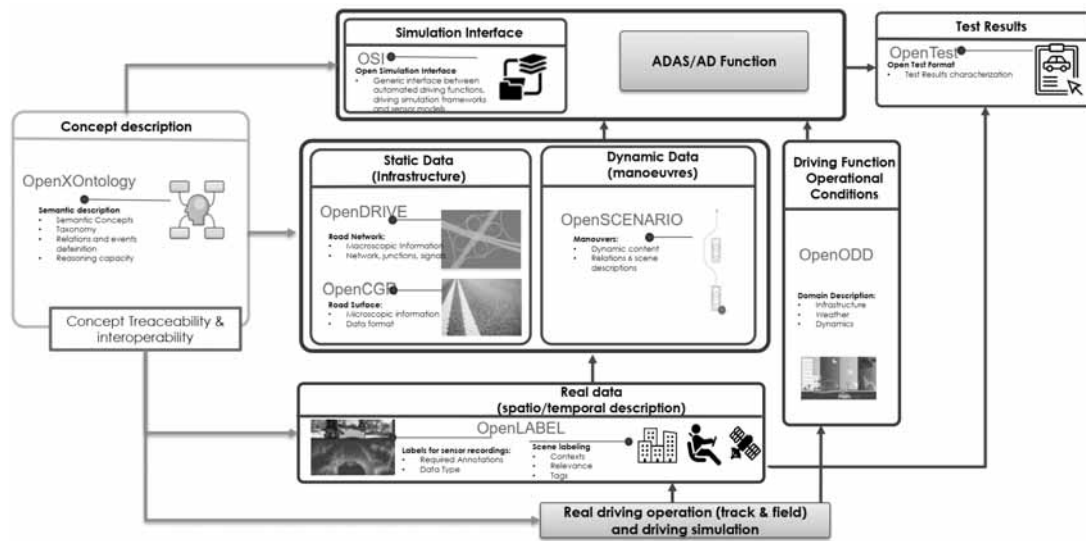 Simulation Interface
OSI
Open Simulation Interface
• Generic interface between
automated driving functions,
driving simulation frameworks
and sensor models
ADAS/AD Function
Test Results
OpenTest
Open Test Format
• Test Results characterization
Concept description
OpenXOntology
Semantic description
• Semantic Concepts
• Taxonomy
• Relations and events
defeinition
• Reasoning capacity
Concept Treaceability &
interoperability
Static Data
(Infrastructure)
OpenDRIVE
Road Network:
• Macroscopic Information
• Network, junctions, signals
OpenCGR
Road Surface:
• Microscopic information
• Data format
Dynamic Data
(manoeuvres)
OpenSCENARIO
Manouvers:
• Dynamic content
• Relations & scene
descriptions
Driving Function
Operational
Conditions
OpenODD
Domain Description:
• Infrastructure
• Weather
• Dynamics
Real data
(spatio/temporal description)
OpenLABEL
Labels for sensor recordings:
• Required Annotations
• Data Type
Scene labeling
• Contexts
• Relevance
• Tags
Real driving operation (track & field)
and driving simulation